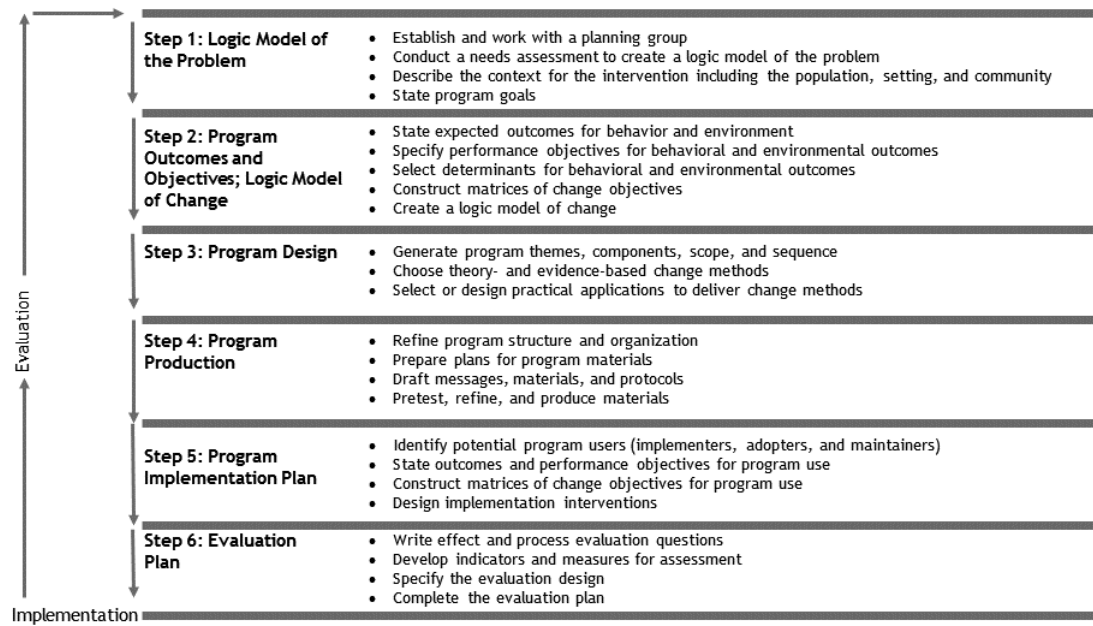 Step 1: Logic Model of
the Problem
• Establish and work with a planning group
• Conduct a needs assessment to create a logic model of the problem
• Describe the context for the intervention including the population, setting, and community
• State program goals
Step 2: Program
Outcomes and
Objectives; Logic Model
of Change
• State expected outcomes for behavior and environment
• Specify performance objectives for behavioral and environmental outcomes
• Select determinants for behavioral and environmental outcomes
• Construct matrices of change objectives
• Create a logic model of change
Step 3: Program Design
• Generate program themes, components, scope, and sequence
• Choose theory- and evidence-based change methods
• Select or design practical applications to deliver change methods
Step 4: Program
Production
• Refine program structure and organization
• Prepare plans for program materials
• Draft messages, materials, and protocols
• Pretest, refine, and produce materials
Step 5: Program
Implementation Plan
• Identify potential program users (implementers, adopters, and maintainers)
• State outcomes and performance objectives for program use
• Construct matrices of change objectives for program use
• Design implementation interventions
Step 6: Evaluation
Plan
• Write effect and process evaluation questions
• Develop indicators and measures for assessment
• Specify the evaluation design
• Complete the evaluation plan
Evaluation
Implementation